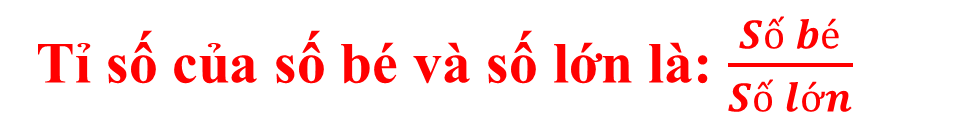 Tỉ số của số bé và số lớn là: Số bé / Số lớn